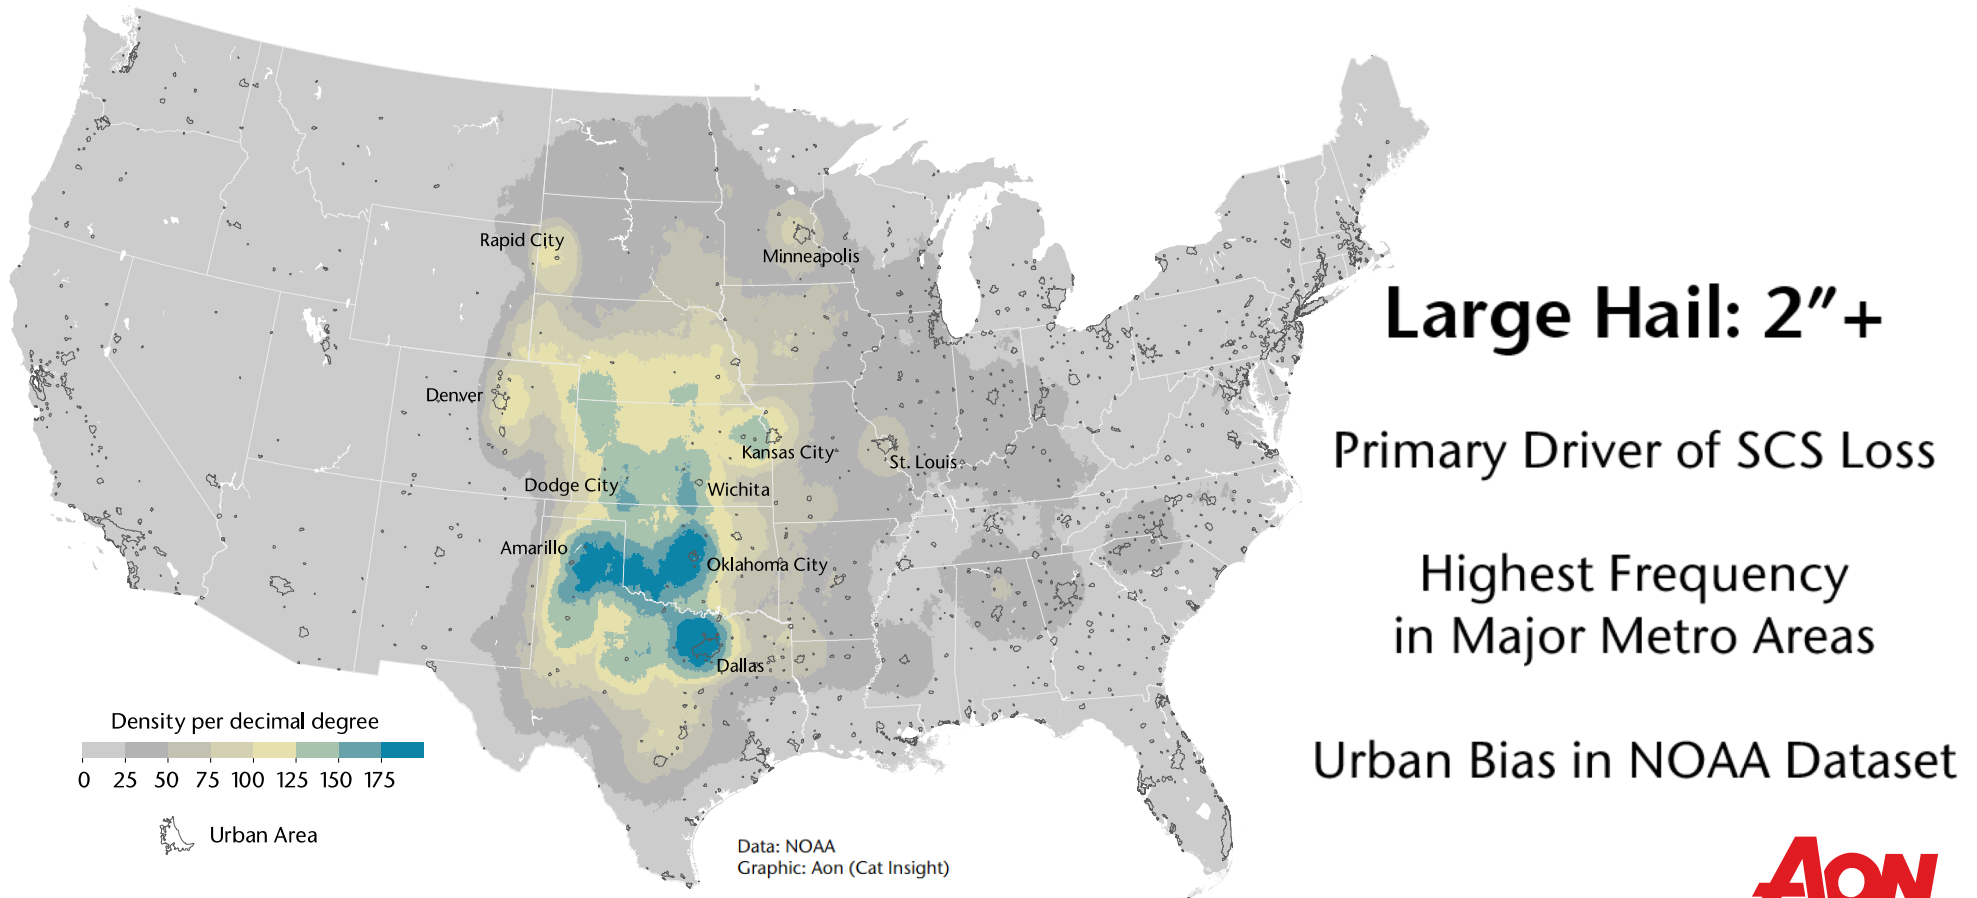 Rapid City
Minneapolis
Denver
Kansas City
St. Louis
Dodge City
Wichita
Amarillo
Oklahoma City
Dallas
Density per decimal degree
0 25 50 75 100 125 150 175
Urban Area
Data: NOAA
Graphic: Aon (Cat Insight)
Large Hail: 2″+
Primary Driver of SCS Loss
Highest Frequency
in Major Metro Areas
Urban Bias in NOAA Dataset
AON